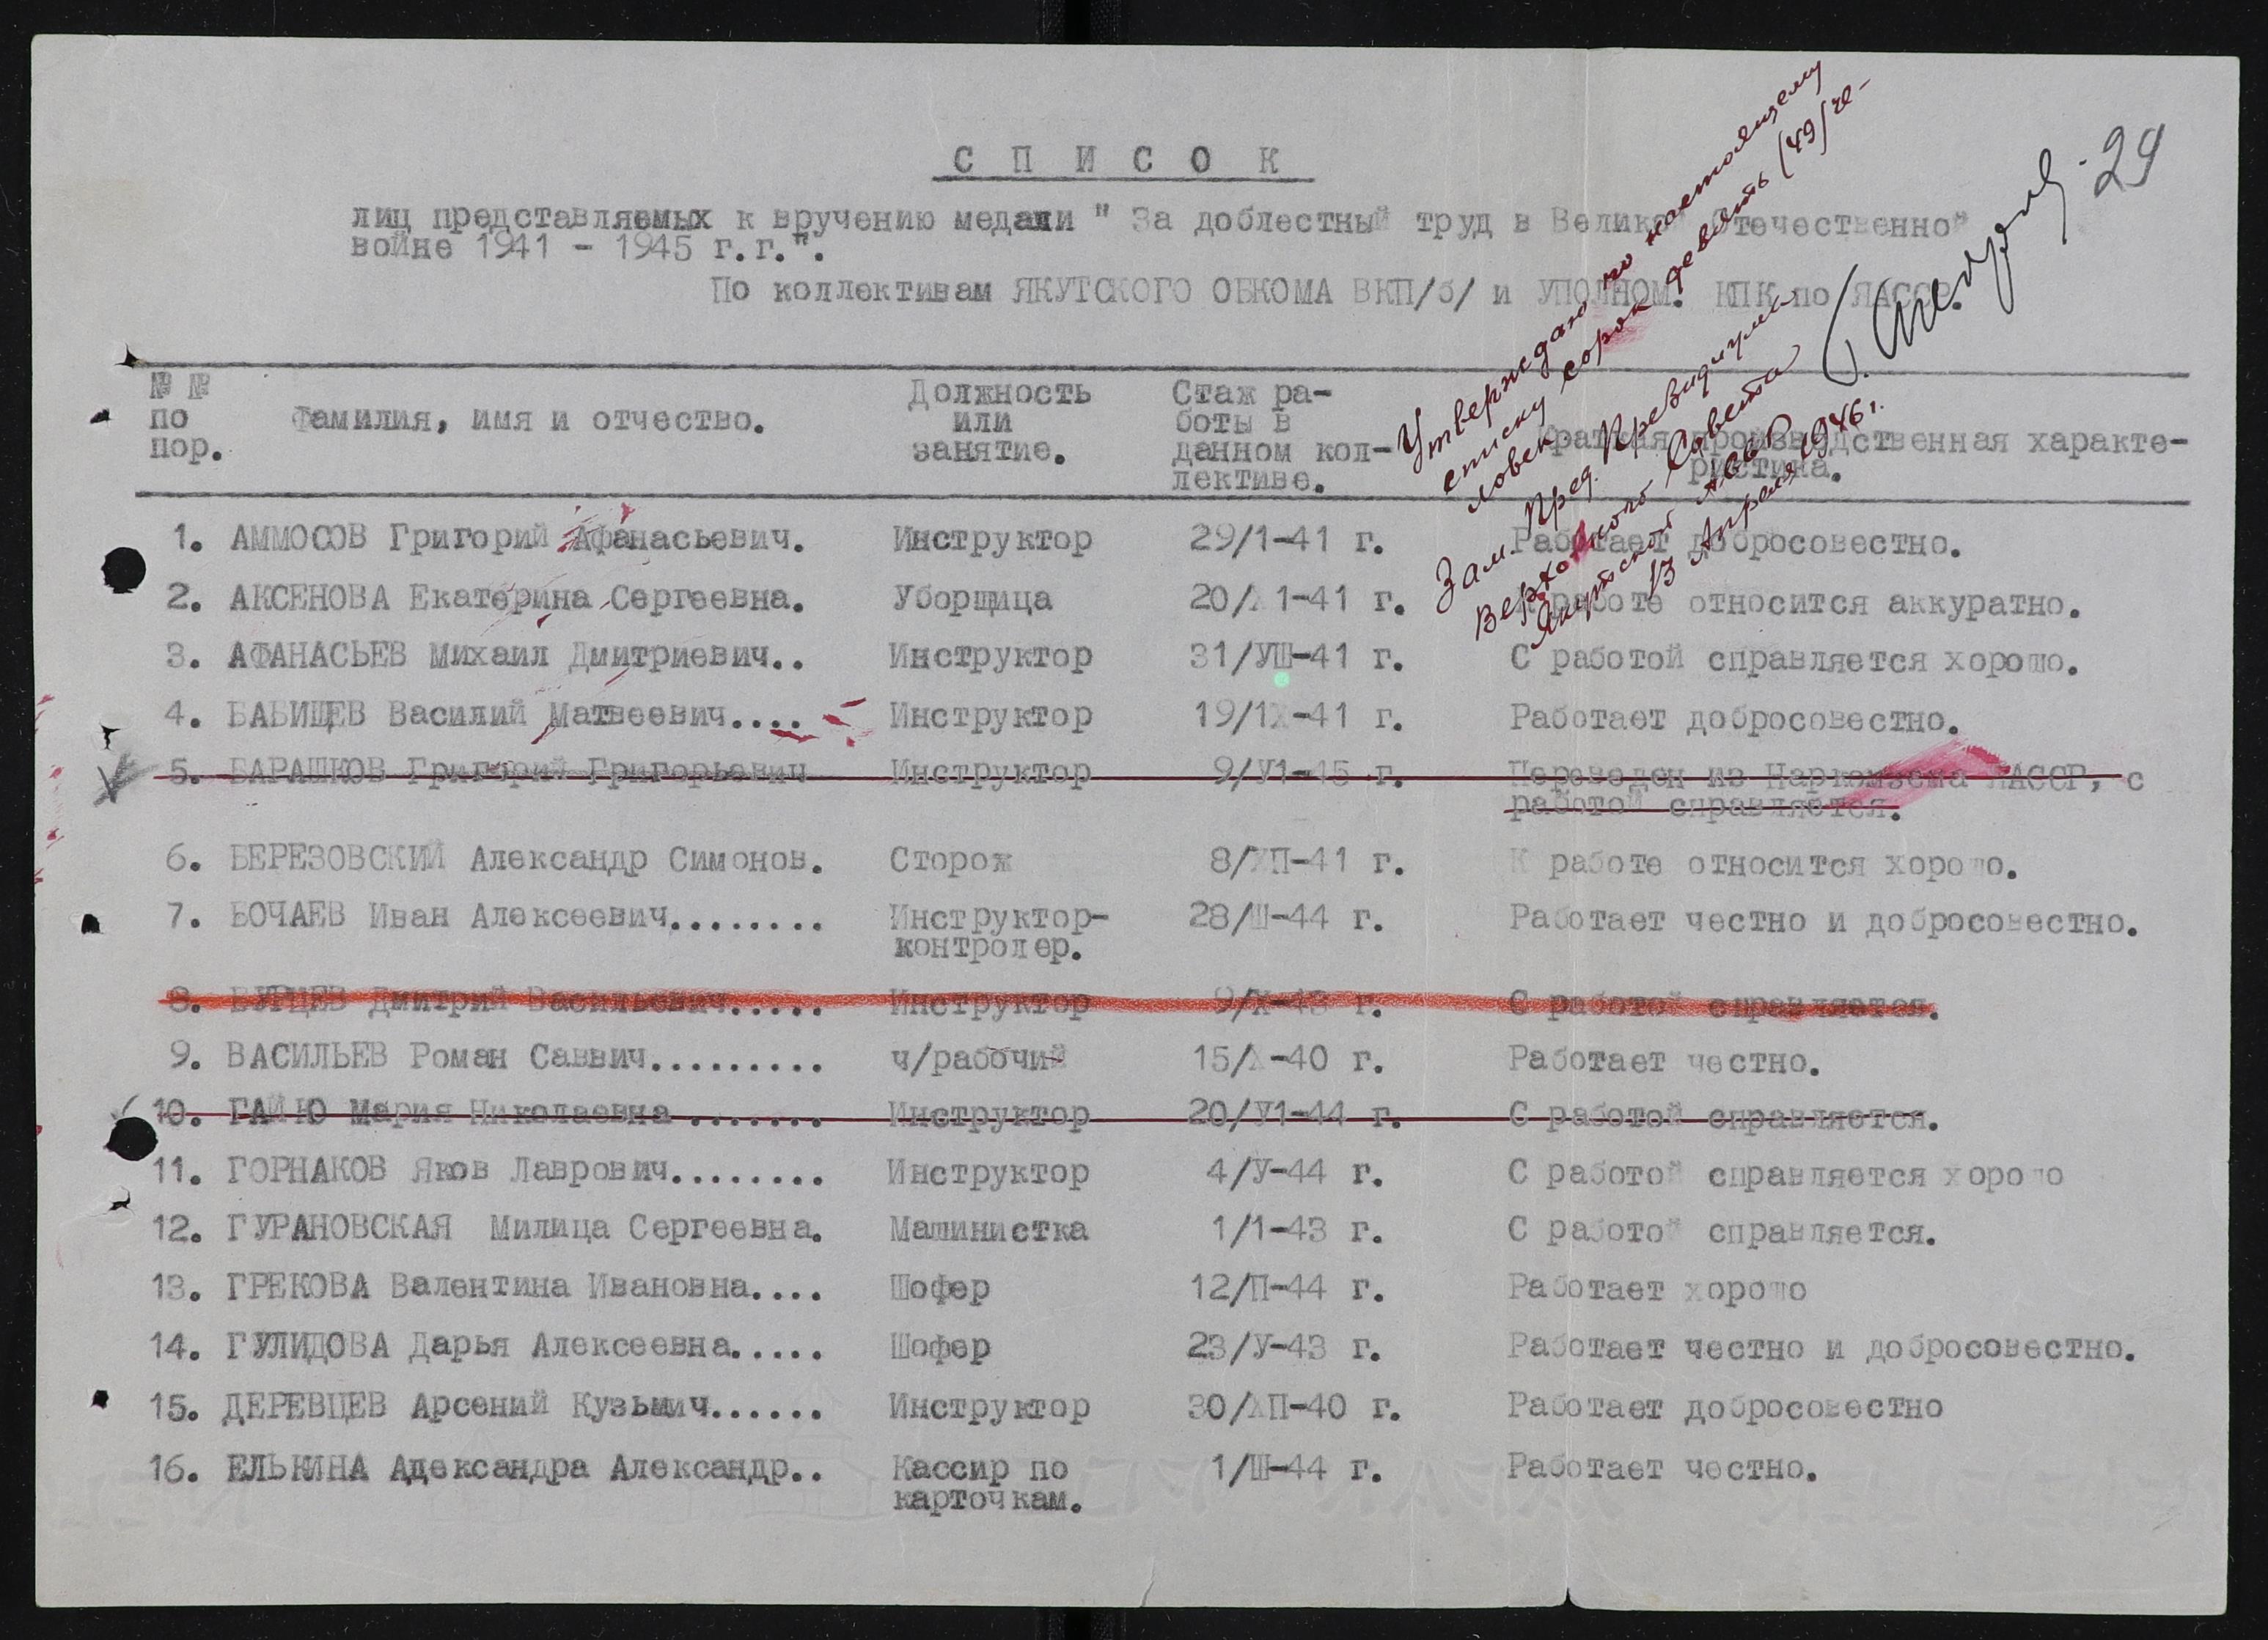 29
Утверждаю по настоящему
списку сорок девять (49) че-
ловек.
Зам. Пред. Президиума
Верховного Совета
Якутской АССР
13 Апреля 1946 г.
С П И С О К
лиц представляемых к вручению медали " За доблестный труд в Великой Отечественной
войне 1941 - 1945 г.г.".
По коллективам ЯКУТСКОГО ОБКОМА ВКП/б/ и УПОЛНОМ. КПК по ЯАССР.
№ № по пор. Фамилия, имя и отчество. Должность или занятие. Стаж ра-боты в данном кол-лективе. Краткая производственная характе-ристика.
1. АММОСОВ Григорий Афанасьевич. Инструктор 29/1-41 г. Работает добросовестно.
2. АКСЕНОВА Екатерина Сергеевна. Уборщица 20/Х1-41 г. К работе относится аккуратно.
3. АФАНАСЬЕВ Михаил Дмитриевич.. Инструктор 31/УШ-41 г. С работой справляется хорошо.
4. БАБИЩЕВ Василий Матвеевич.... Инструктор 19/1Х-41 г. Работает добросовестно.
5. БАРАШКОВ Григорий Григорьевич Инструктор 9/У1-45 г. Переведен из Наркомзема ЯАССР, с
работой справляется.
6. БЕРЕЗОВСКИЙ Александр Симонов. Сторож 8/ХП-41 г. К работе относится хорошо.
7. БОЧАЕВ Иван Алексеевич........ Инструктор- 28/Ш-44 г. Работает честно и добросовестно.
контролер.
8. БУРЦЕВ Дмитрий Васильевич..... Инструктор 9/Х-43 г. С работой справляется.
9. ВАСИЛЬЕВ Роман Саввич......... ч/рабочий 15/Х-40 г. Работает честно.
10. ГАЙЮ Мария Николаевна ....... Инструктор 20/У1-44 г. С работой справляется.
11. ГОРНАКОВ Яков Лаврович........ Инструктор 4/У-44 г. С работой справляется хорошо
12. ГУРАНОВСКАЯ Милица Сергеевна. Машинистка 1/1-43 г. С работой справляется.
13. ГРЕКОВА Валентина Ивановна.... Шофер 12/П-44 г. Работает хорошо
14. ГУЛИДОВА Дарья Алексеевна..... Шофер 23/У-43 г. Работает честно и добросовестно.
15. ДЕРЕВЦЕВ Арсений Кузьмич...... Инструктор 30/ХП-40 г. Работает добросовестно
16. ЕЛЬКИНА Александра Александр.. Кассир по 1/Ш-44 г. Работает честно.
карточкам.